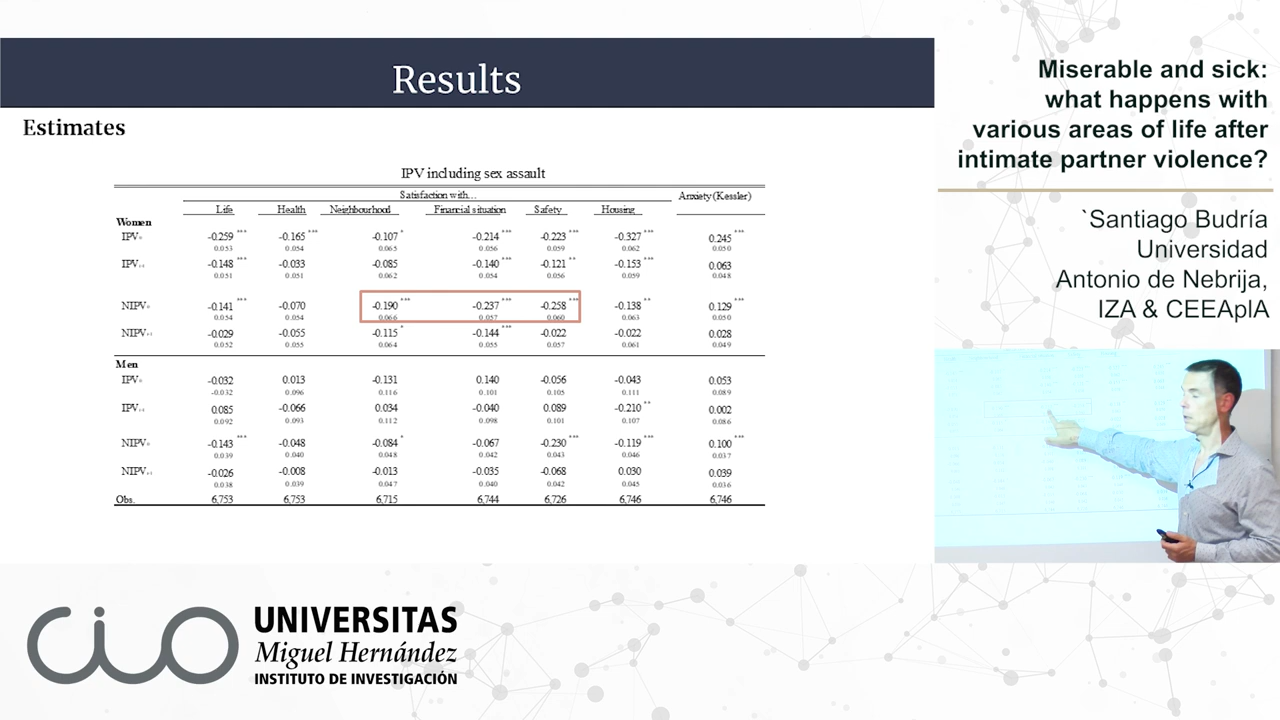 Results
Estimates
IPV including sex assault
Satisfaction with...
Anxiety (Kessler)
Life Health Neighbourhood Financial situation Safety Housing
Women
IPV -0.259 *** -0.165 *** -0.107 * -0.214 *** -0.223 *** -0.327 *** 0.245 ***
0.053 0.054 0.065 0.056 0.059 0.062 0.050
IPV -0.148 *** -0.033 -0.085 -0.140 *** -0.121 ** -0.153 *** 0.063
0.051 0.051 0.062 0.054 0.056 0.059 0.048
NIPV -0.141 *** -0.070 -0.190 *** -0.237 *** -0.258 *** -0.138 ** 0.129 ***
0.054 0.054 0.066 0.057 0.060 0.063 0.050
NIPV -0.029 -0.055 -0.115 * -0.144 *** -0.022 -0.022 0.028
0.052 0.055 0.064 0.055 0.057 0.061 0.049
Men
IPV -0.032 0.013 -0.131 0.140 -0.056 -0.043 0.053
-0.032 0.096 0.116 0.101 0.105 0.111 0.089
IPV 0.085 -0.066 0.034 -0.040 0.089 -0.210 ** 0.002
0.092 0.093 0.112 0.098 0.101 0.107 0.086
NIPV -0.143 *** -0.048 -0.084 * -0.067 -0.230 *** -0.119 *** 0.100 ***
0.039 0.040 0.048 0.042 0.043 0.046 0.037
NIPV -0.026 -0.008 -0.013 -0.035 -0.068 0.030 0.039
0.038 0.039 0.047 0.040 0.042 0.045 0.036
Obs. 6,753 6,753 6,715 6,744 6,726 6,746 6,746
Miserable and sick:
what happens with
various areas of life after
intimate partner violence?
`Santiago Budría
Universidad
Antonio de Nebrija,
IZA & CEEAplA
cio
UNIVERSITAS
Miguel Hernández
INSTITUTO DE INVESTIGACIÓN